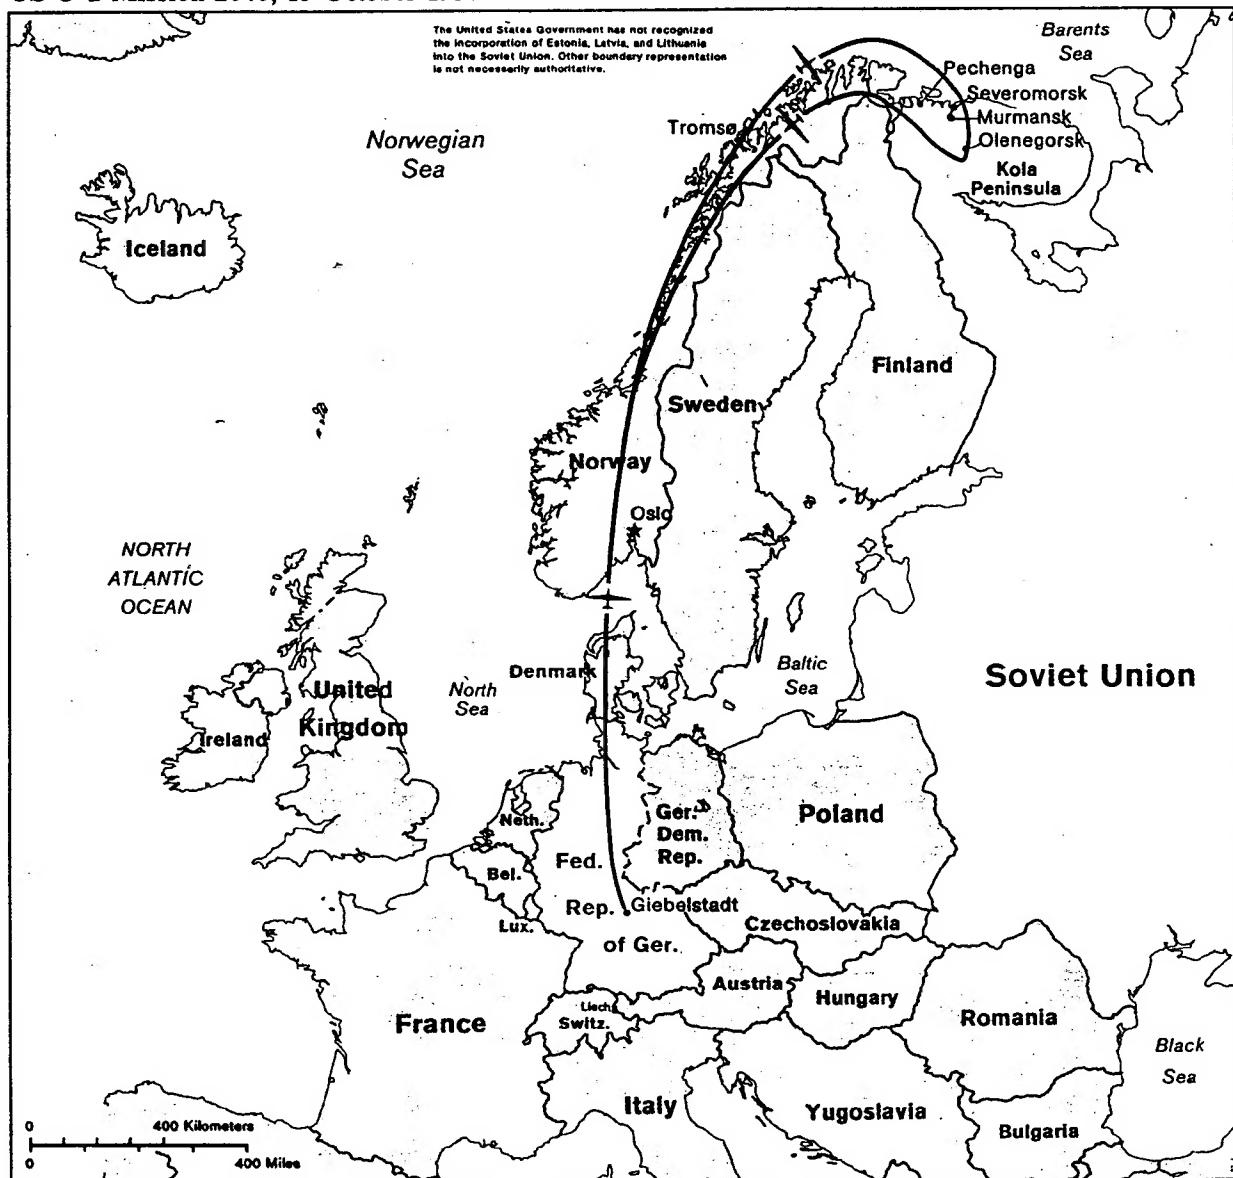 The United States Government has not recognized
the incorporation of Estonia, Latvia, and Lithuania
into the Soviet Union. Other boundary representation
is not necessarily authoritative.
Barents
Sea
Pechenga
Severomorsk
Murmansk
Olenegorsk
Kola
Peninsula
Tromsø
Norwegian
Sea
Iceland
Finland
Sweden
Norway
Oslo
NORTH
ATLANTIC
OCEAN
Denmark
North
Sea
Baltic
Sea
Soviet Union
United
Kingdom
Ireland
Neth.
Ger.
Dem.
Rep.
Poland
Fed.
Rep.
of Ger.
Bel.
Giebelstadt
Lux.
Czechoslovakia
Austria
Hungary
Liech.
Switz.
France
Romania
Black
Sea
Italy
Yugoslavia
Bulgaria
0 400 Kilometers
0 400 Miles